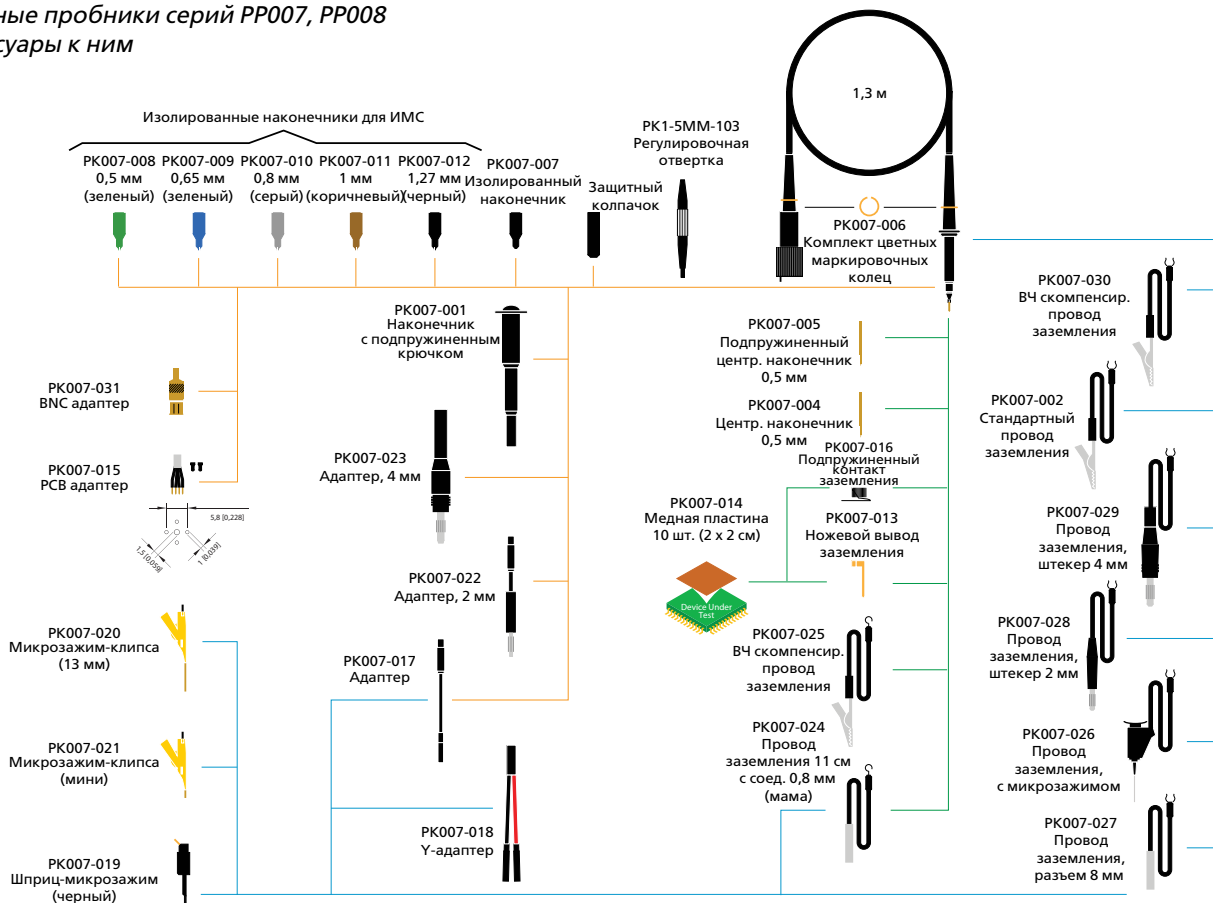 ные пробники серий PP007, PP008
суары к ним
1,3 м
Изолированные наконечники для ИМС
PK007-008
0,5 мм
(зеленый)
PK007-009
0,65 мм
(зеленый)
PK007-010
0,8 мм
(серый)
PK007-011
1 мм
(коричневый)
PK007-012
1,27 мм
(черный)
PK007-007
Изолированный
наконечник
Защитный
колпачок
PK1-5MM-103
Регулировочная
отвертка
PK007-006
Комплект цветных
маркировочных
колец
PK007-001
Наконечник
с подпружиненным
крючком
PK007-005
Подпружиненный
центр. наконечник
0,5 мм
PK007-030
ВЧ скомпенсир.
провод
заземления
PK007-031
BNC адаптер
PK007-004
Центр. наконечник
0,5 мм
PK007-002
Стандартный
провод
заземления
PK007-023
Адаптер, 4 мм
PK007-016
Подпружиненный
контакт
заземления
PK007-015
PCB адаптер
5,8 [0,228]
1,5 [0,059]
1 [0,039]
PK007-014
Медная пластина
10 шт. (2 x 2 см)
Device Under
Test
PK007-013
Ножевой вывод
заземления
PK007-029
Провод
заземления,
штекер 4 мм
PK007-022
Адаптер, 2 мм
PK007-020
Микрозажим-клипса
(13 мм)
PK007-017
Адаптер
PK007-025
ВЧ скомпенсир.
провод
заземления
PK007-028
Провод
заземления,
штекер 2 мм
PK007-021
Микрозажим-клипса
(мини)
PK007-024
Провод
заземления 11 см
с соед. 0,8 мм
(мама)
PK007-026
Провод
заземления,
с микрозажимом
PK007-018
Y-адаптер
PK007-027
Провод
заземления,
разъем 8 мм
PK007-019
Шприц-микрозажим
(черный)